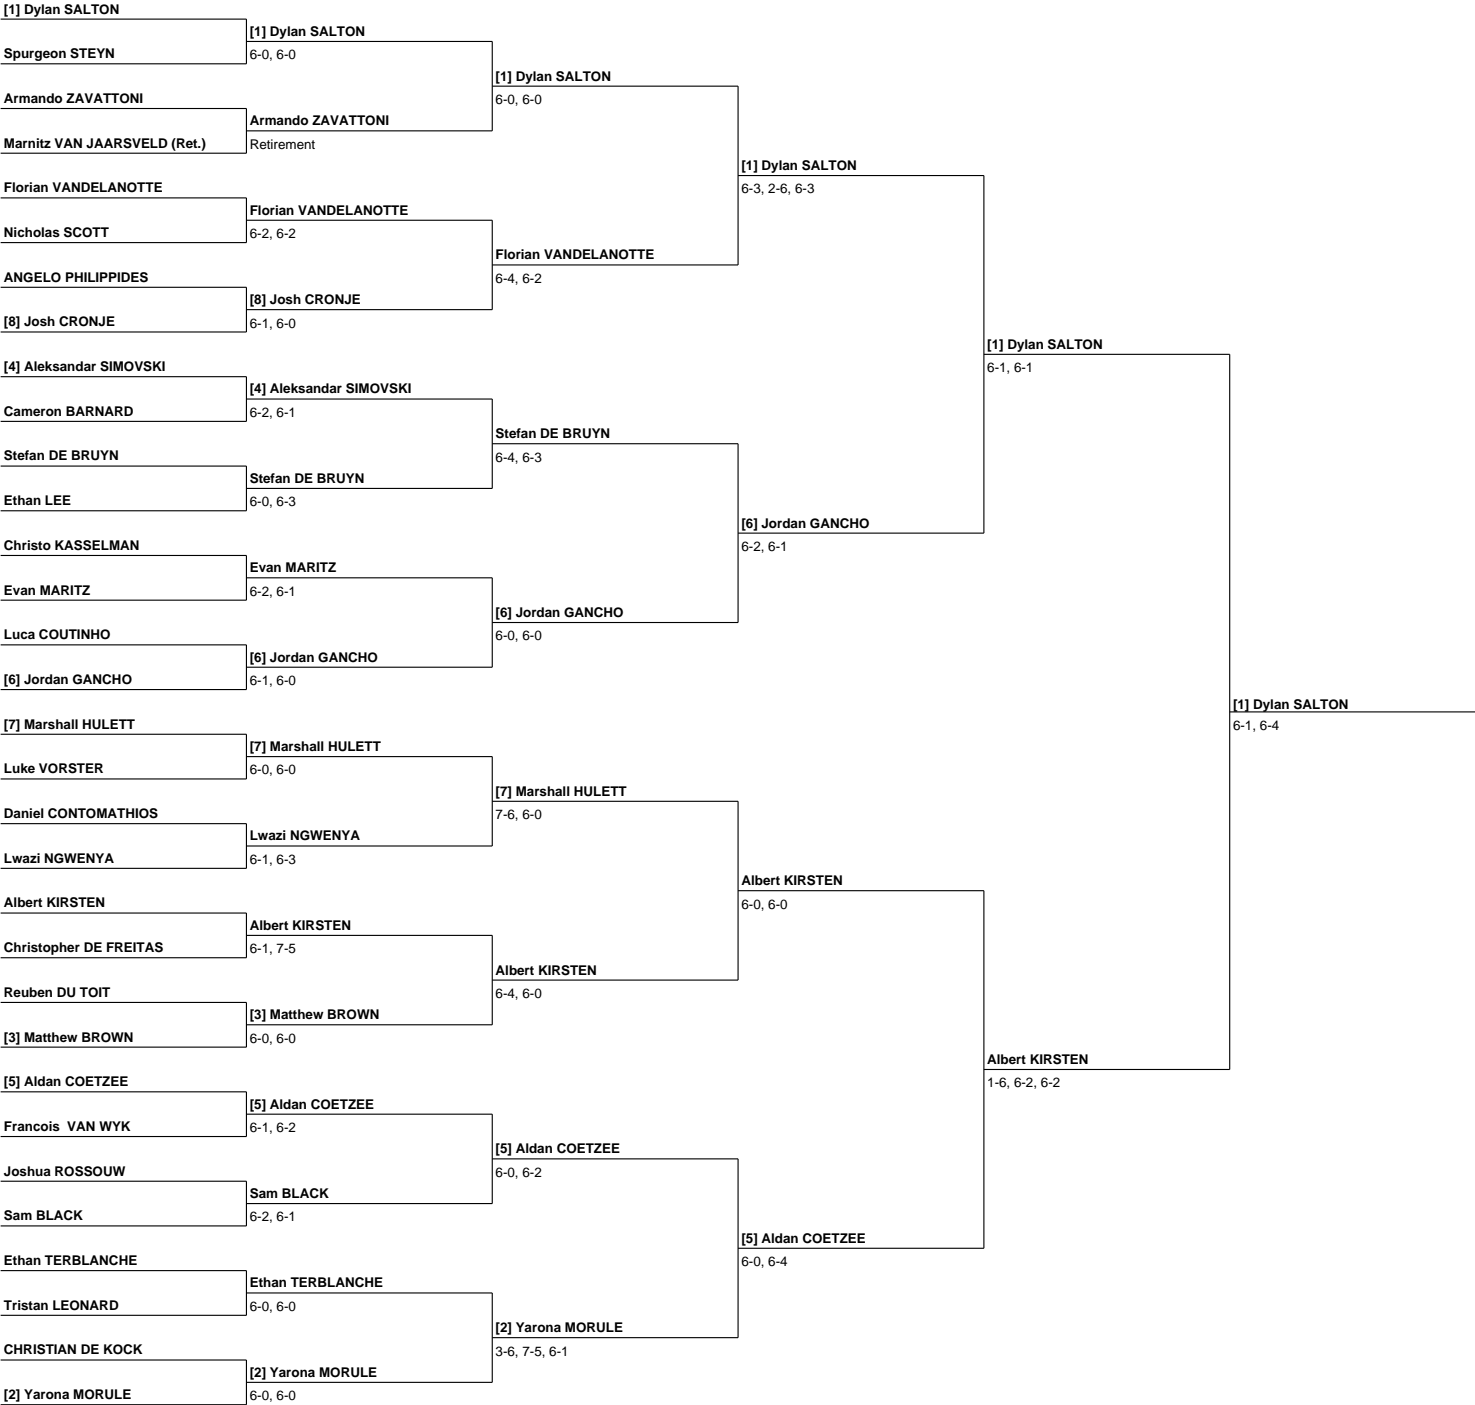 [1] Dylan SALTON
Spurgeon STEYN
Armando ZAVATTONI
Marnitz VAN JAARSVELD (Ret.)
Florian VANDELANOTTE
Nicholas SCOTT
ANGELO PHILIPPIDES
[8] Josh CRONJE
[4] Aleksandar SIMOVSKI
Cameron BARNARD
Stefan DE BRUYN
Ethan LEE
Christo KASSELMAN
Evan MARITZ
Luca COUTINHO
[6] Jordan GANCHO
[7] Marshall HULETT
Luke VORSTER
Daniel CONTOMATHIOS
Lwazi NGWENYA
Albert KIRSTEN
Christopher DE FREITAS
Reuben DU TOIT
[3] Matthew BROWN
[5] Aldan COETZEE
Francois  VAN WYK
Joshua ROSSOUW
Sam BLACK
Ethan TERBLANCHE
Tristan LEONARD
CHRISTIAN DE KOCK
[2] Yarona MORULE
[1] Dylan SALTON
6-0, 6-0
Armando ZAVATTONI
Retirement
Florian VANDELANOTTE
6-2, 6-2
[8] Josh CRONJE
6-1, 6-0
[4] Aleksandar SIMOVSKI
6-2, 6-1
Stefan DE BRUYN
6-0, 6-3
Evan MARITZ
6-2, 6-1
[6] Jordan GANCHO
6-1, 6-0
[7] Marshall HULETT
6-0, 6-0
Lwazi NGWENYA
6-1, 6-3
Albert KIRSTEN
6-1, 7-5
[3] Matthew BROWN
6-0, 6-0
[5] Aldan COETZEE
6-1, 6-2
Sam BLACK
6-2, 6-1
Ethan TERBLANCHE
6-0, 6-0
[2] Yarona MORULE
6-0, 6-0
[1] Dylan SALTON
6-0, 6-0
Florian VANDELANOTTE
6-4, 6-2
Stefan DE BRUYN
6-4, 6-3
[6] Jordan GANCHO
6-0, 6-0
[7] Marshall HULETT
7-6, 6-0
Albert KIRSTEN
6-4, 6-0
[5] Aldan COETZEE
6-0, 6-2
[2] Yarona MORULE
3-6, 7-5, 6-1
[1] Dylan SALTON
6-3, 2-6, 6-3
[6] Jordan GANCHO
6-2, 6-1
Albert KIRSTEN
6-0, 6-0
[5] Aldan COETZEE
6-0, 6-4
[1] Dylan SALTON
6-1, 6-1
Albert KIRSTEN
1-6, 6-2, 6-2
[1] Dylan SALTON
6-1, 6-4